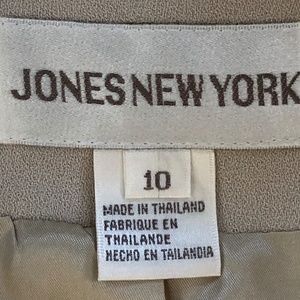 JONES NEW YORK
10
MADE IN THAILAND
FABRIQUE EN
THAILANDE
HECHO EN TAILANDIA